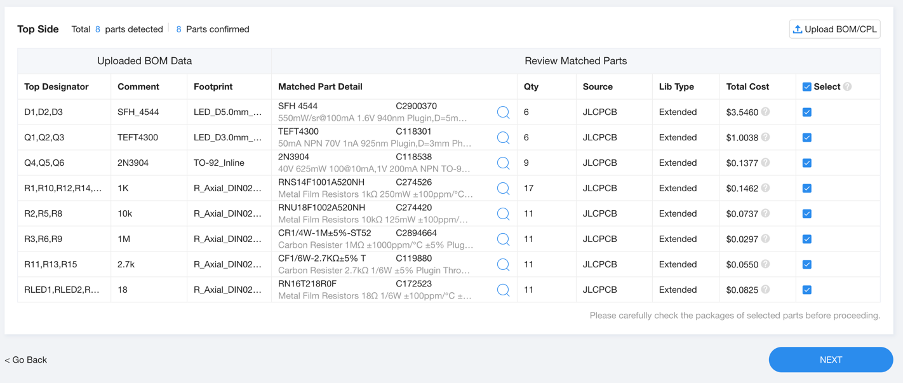 Top Side Total 8 parts detected 8 Parts confirmed Upload BOM/CPL
Uploaded BOM Data Review Matched Parts
Top Designator Comment Footprint Matched Part Detail Qty Source Lib Type Total Cost Select
D1,D2,D3 SFH_4544 LED_D5.0mm_... SFH 4544 C2900370 6 JLCPCB Extended $3.5460
550mW/sr@100mA 1.6V 940nm Plugin,D=5m...
Q1,Q2,Q3 TEFT4300 LED_D3.0mm_... TEFT4300 C118301 6 JLCPCB Extended $1.0038
50mA NPN 70V 1nA 925nm Plugin,D=3mm Ph...
Q4,Q5,Q6 2N3904 TO-92_Inline 2N3904 C118538 9 JLCPCB Extended $0.1377
40V 625mW 100@10mA,1V 200mA NPN TO-9...
R1,R10,R12,R14,... 1K R_Axial_DIN02... RNS14F1001A520NH C274526 17 JLCPCB Extended $0.1462
Metal Film Resistors 1kΩ 250mW ±100ppm/°C...
R2,R5,R8 10k R_Axial_DIN02... RNU18F1002A520NH C274420 11 JLCPCB Extended $0.0737
Metal Film Resistors 10kΩ 125mW ±100ppm/...
R3,R6,R9 1M R_Axial_DIN02... CR1/4W-1M±5%-ST52 C2894664 11 JLCPCB Extended $0.0297
Carbon Resister 1MΩ ±1000ppm/°C ±5% Plug...
R11,R13,R15 2.7k R_Axial_DIN02... CF1/6W-2.7KΩ±5% T C119880 11 JLCPCB Extended $0.0550
Carbon Resister 2.7kΩ 1/6W ±5% Plugin Thro...
RLED1,RLED2,R... 18 R_Axial_DIN02... RN16T218R0F C172523 11 JLCPCB Extended $0.0825
Metal Film Resistors 18Ω 1/6W ±100ppm/°C ±...
Please carefully check the packages of selected parts before proceeding.
< Go Back NEXT